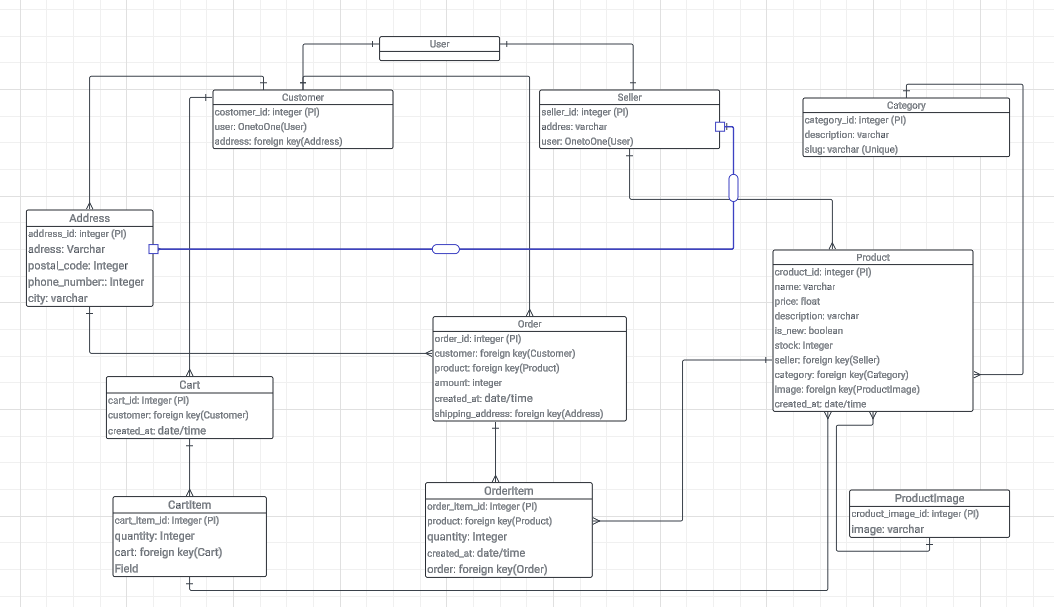 User
Customer
costomer_id: integer (PI)
user: OnetoOne(User)
address: foreign key(Address)
Seller
seller_id: integer (PI)
addres: varchar
user: OnetoOne(User)
Category
category_id: integer (PI)
description: varchar
slug: varchar (Unique)
Address
address_id: integer (PI)
adress: Varchar
postal_code: Integer
phone_number:: Integer
city: varchar
Product
croduct_id: integer (PI)
name: varchar
price: float
description: varchar
is_new: boolean
stock: Integer
seller: foreign key(Seller)
category: foreign key(Category)
image: foreign key(ProductImage)
created_at: date/time
Order
order_id: integer (PI)
customer: foreign key(Customer)
product: foreign key(Product)
amount: integer
created_at: date/time
shipping_address: foreign key(Address)
Cart
cart_id: Integer (PI)
customer: foreign key(Customer)
created_at: date/time
CartItem
cart_item_id: Integer (PI)
quantity: Integer
cart: foreign key(Cart)
Field
OrderItem
order_item_id: Integer (PI)
product: foreign key(Product)
quantity: Integer
created_at: date/time
order: foreign key(Order)
ProductImage
croduct_image_id: integer (PI)
image: varchar